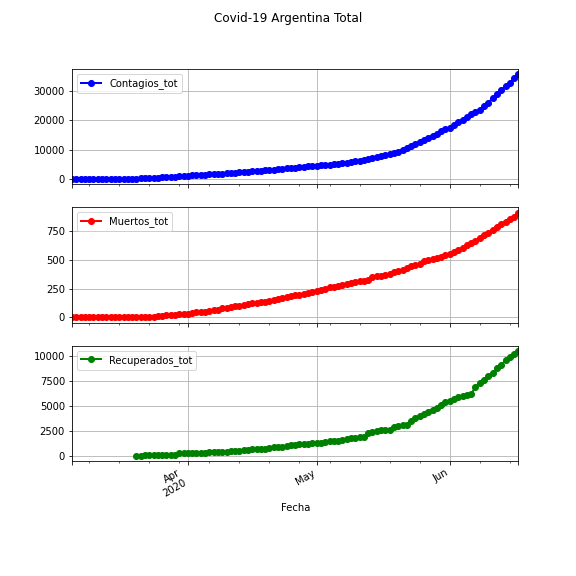 Covid-19 Argentina Total
Contagios_tot
30000
20000
10000
0
Muertos_tot
750
500
250
0
Recuperados_tot
10000
7500
5000
2500
0
Apr
2020
May
Jun
Fecha